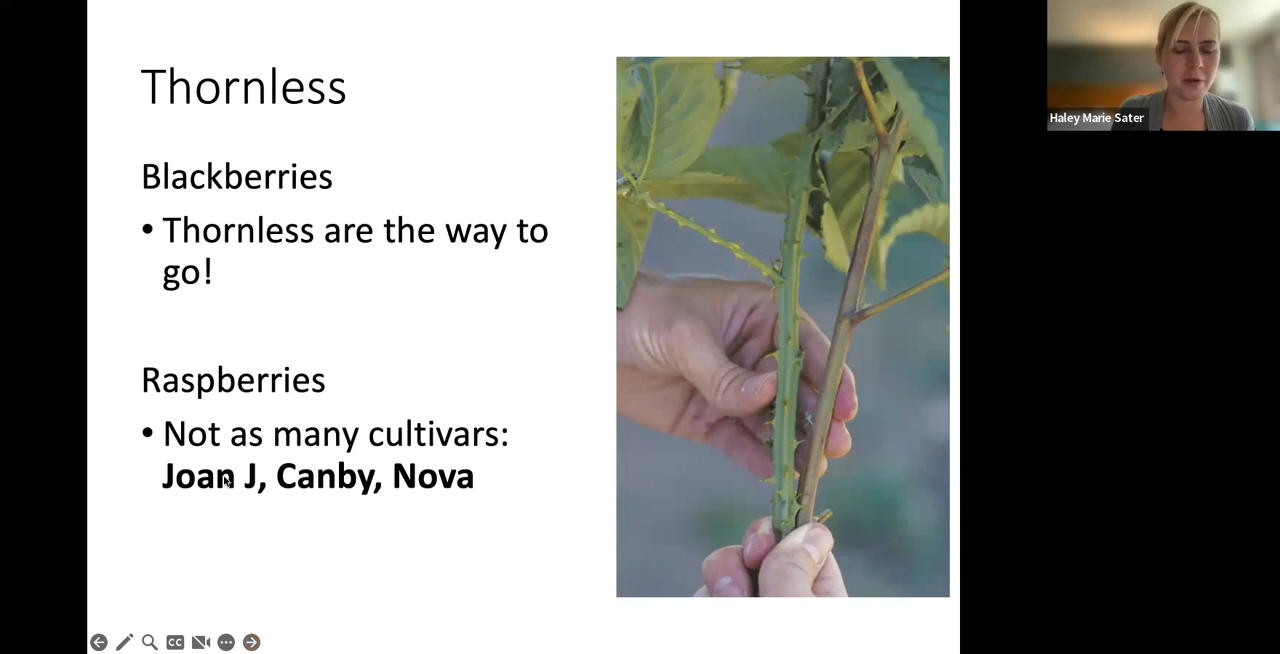 Thornless
Blackberries
• Thornless are the way to
go!
Raspberries
• Not as many cultivars:
Joan J, Canby, Nova
Haley Marie Sater
CC